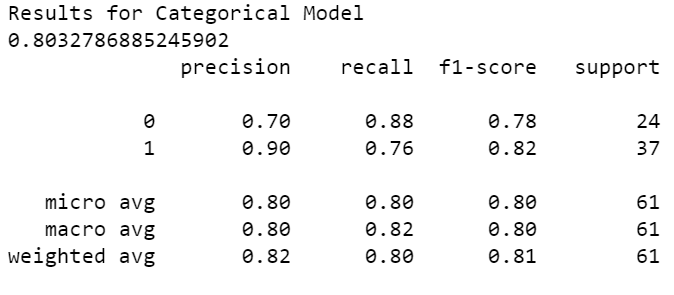 Results for Categorical Model
0.8032786885245902
precision recall f1-score support
0 0.70 0.88 0.78 24
1 0.90 0.76 0.82 37
micro avg 0.80 0.80 0.80 61
macro avg 0.80 0.82 0.80 61
weighted avg 0.82 0.80 0.81 61